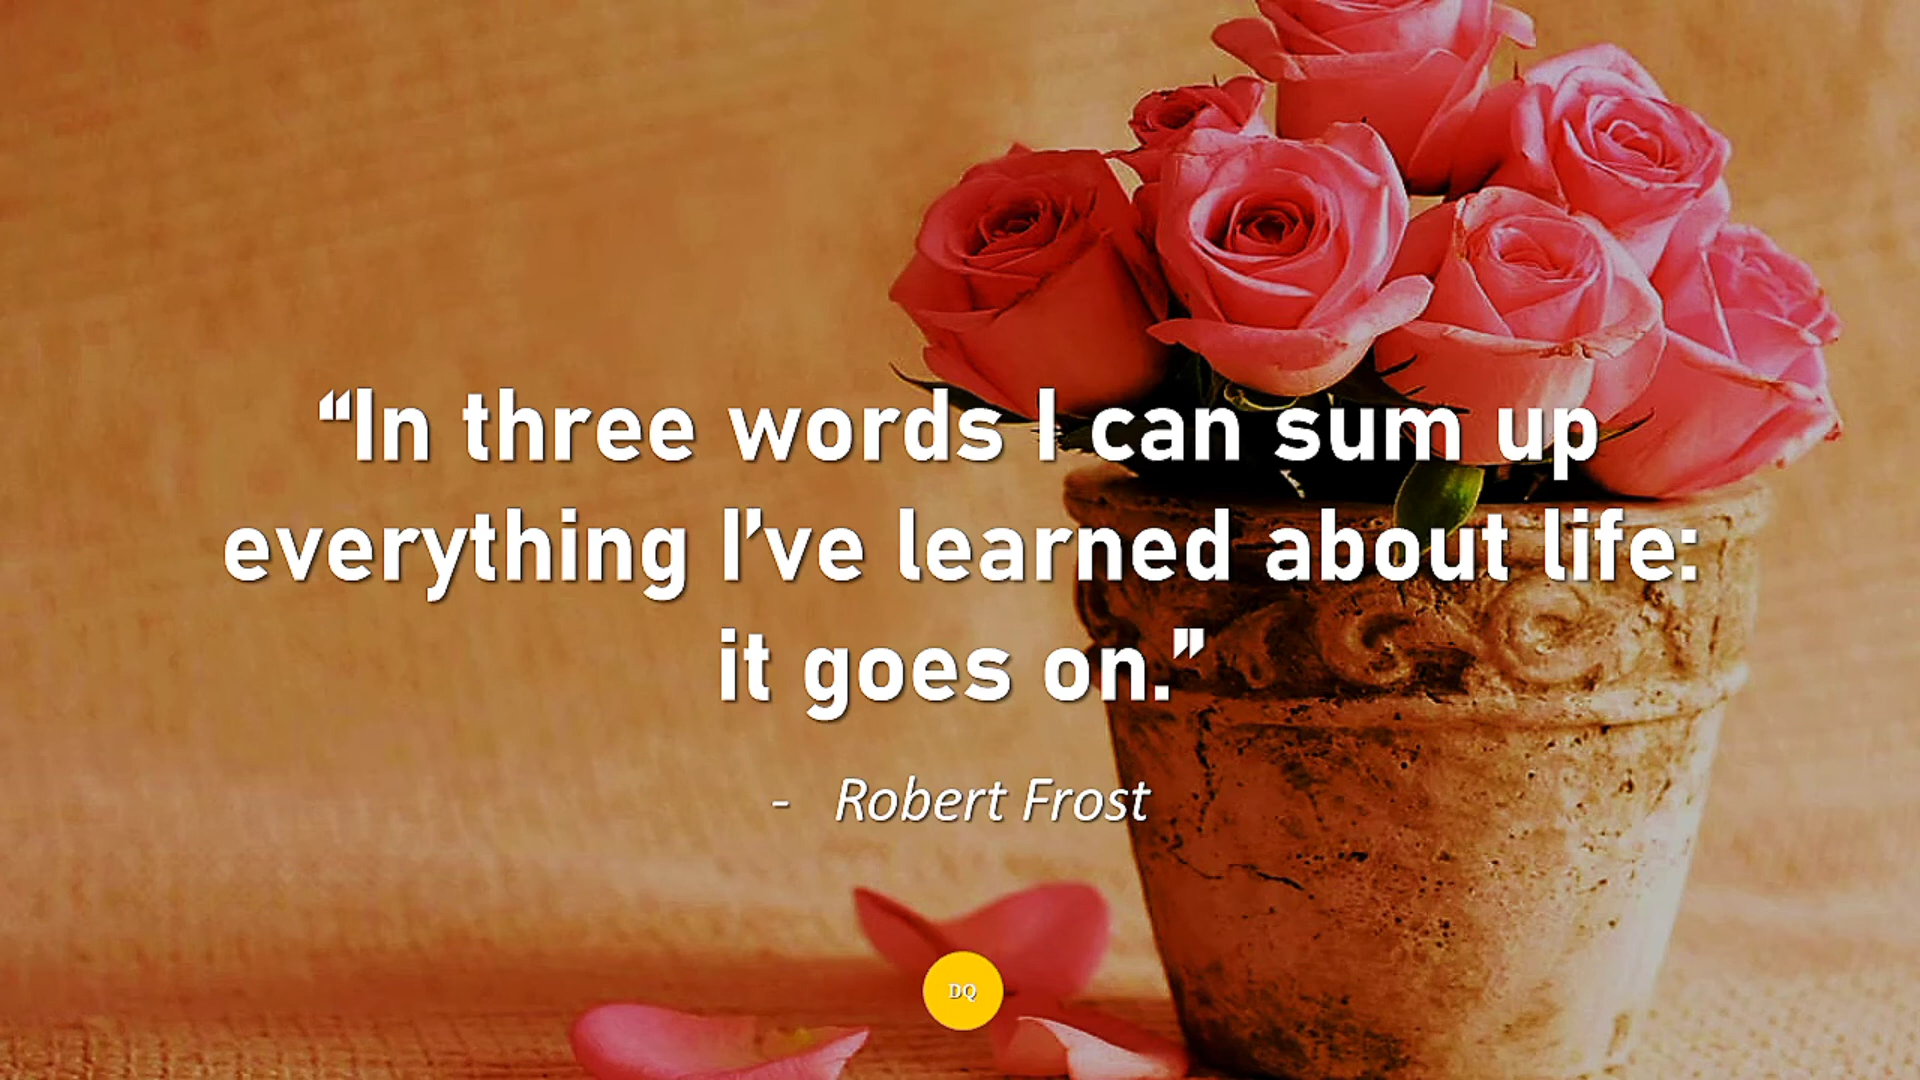 “In three words I can sum up
everything I’ve learned about life:
it goes on.”
- Robert Frost
DQ